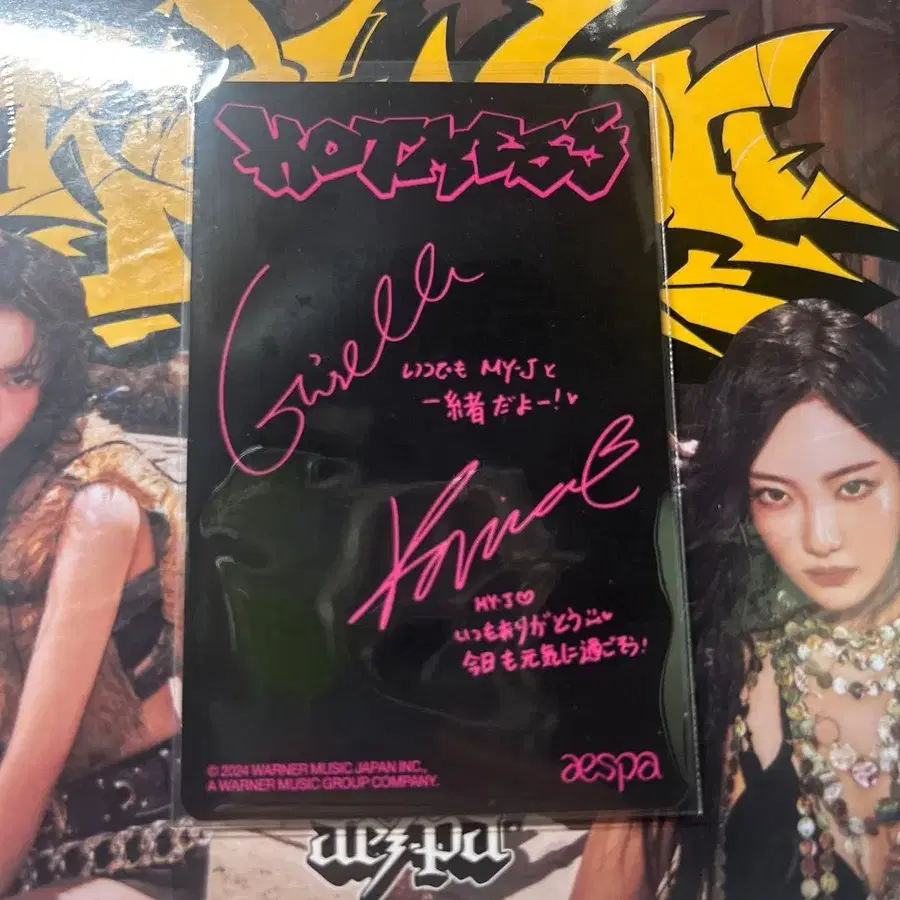 HOT MESS
Giselle
いつでも MY-Jと
一緒だよー!♥
Karina
MY-J♡
いつもありがとう♥
今日も元気に過ごそう!
© 2024 WARNER MUSIC JAPAN INC.,
A WARNER MUSIC GROUP COMPANY.
aespa
aespa